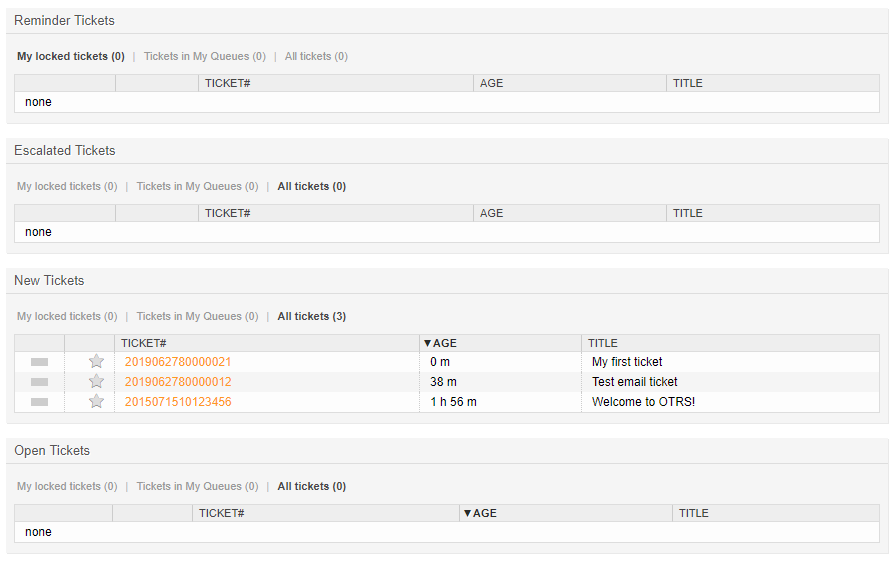 Reminder Tickets
My locked tickets (0) | Tickets in My Queues (0) | All tickets (0)
TICKET# AGE TITLE
none
Escalated Tickets
My locked tickets (0) | Tickets in My Queues (0) | All tickets (0)
TICKET# AGE TITLE
none
New Tickets
My locked tickets (0) | Tickets in My Queues (0) | All tickets (3)
TICKET# ▼AGE TITLE
2019062780000021 0 m My first ticket
2019062780000012 38 m Test email ticket
2015071510123456 1 h 56 m Welcome to OTRS!
Open Tickets
My locked tickets (0) | Tickets in My Queues (0) | All tickets (0)
TICKET# ▼AGE TITLE
none